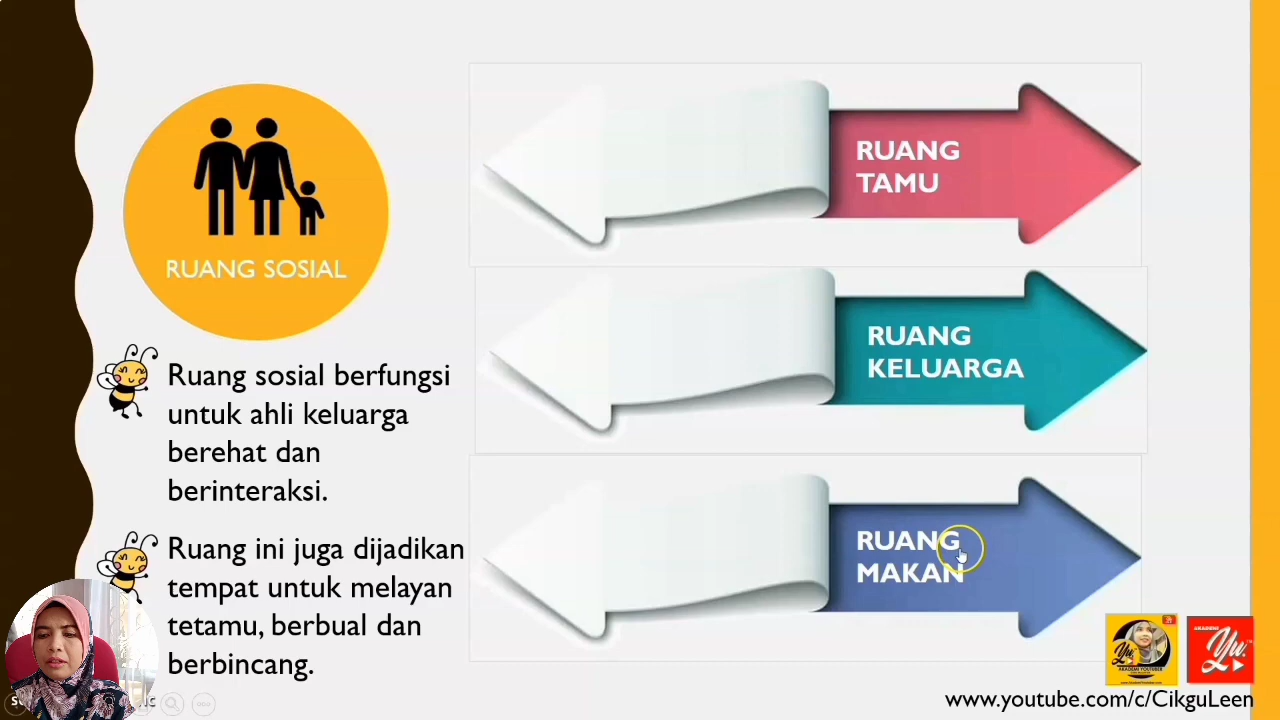 RUANG SOSIAL
Ruang sosial berfungsi
untuk ahli keluarga
berehat dan
berinteraksi.
Ruang ini juga dijadikan
tempat untuk melayan
tetamu, berbual dan
berbincang.
RUANG
TAMU
RUANG
KELUARGA
RUANG
MAKAN
www.youtube.com/c/CikguLeen